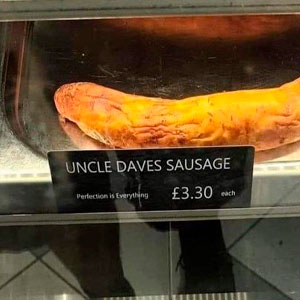 UNCLE DAVES SAUSAGE
Perfection is Everything £3.30 each